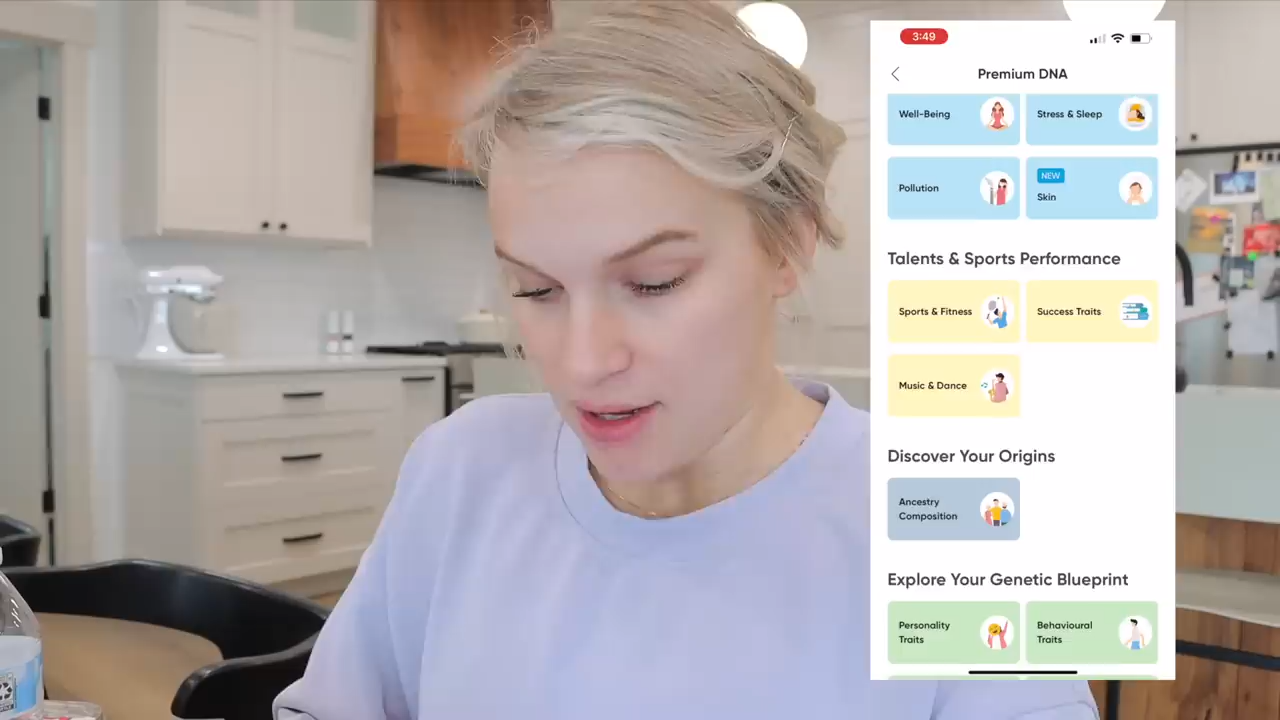 3:49
Premium DNA
Well-Being
Stress & Sleep
Pollution
NEW
Skin
Talents & Sports Performance
Sports & Fitness
Success Traits
Music & Dance
Discover Your Origins
Ancestry
Composition
Explore Your Genetic Blueprint
Personality
Traits
Behavioural
Traits